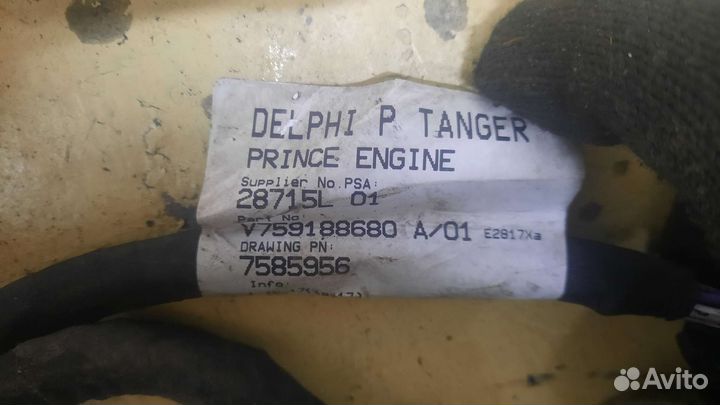 DELPHI P TANGER
PRINCE ENGINE
Supplier No.PSA:
28715L 01
Part No:
V759188680 A/01 E2817Xa
DRAWING PN:
7585956
Info:
Avito